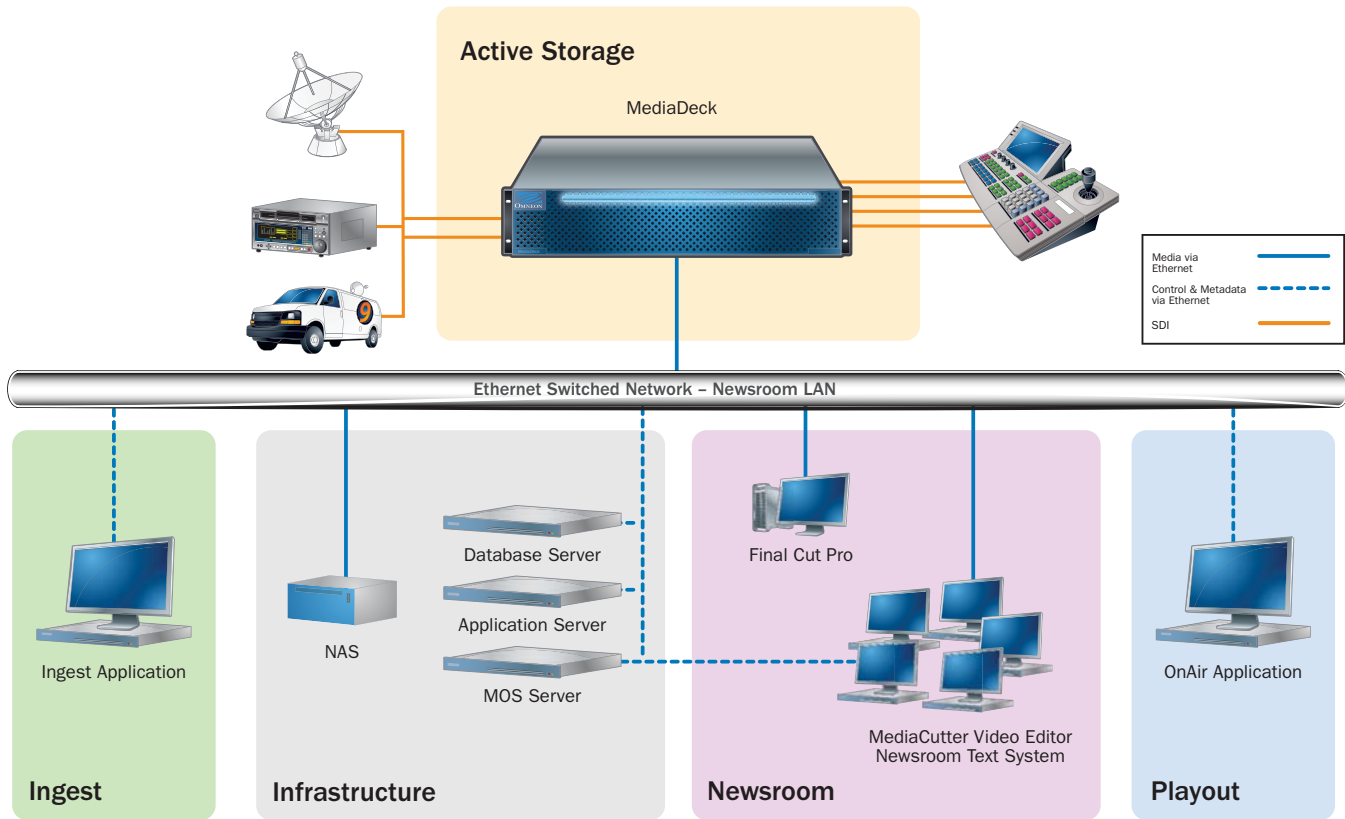 Active Storage
MediaDeck
OMNEON
9
Media via
Ethernet
Control & Metadata
via Ethernet
SDI
Ethernet Switched Network – Newsroom LAN
Ingest Application
Ingest
NAS
Database Server
Application Server
MOS Server
Infrastructure
Final Cut Pro
MediaCutter Video Editor
Newsroom Text System
Newsroom
OnAir Application
Playout